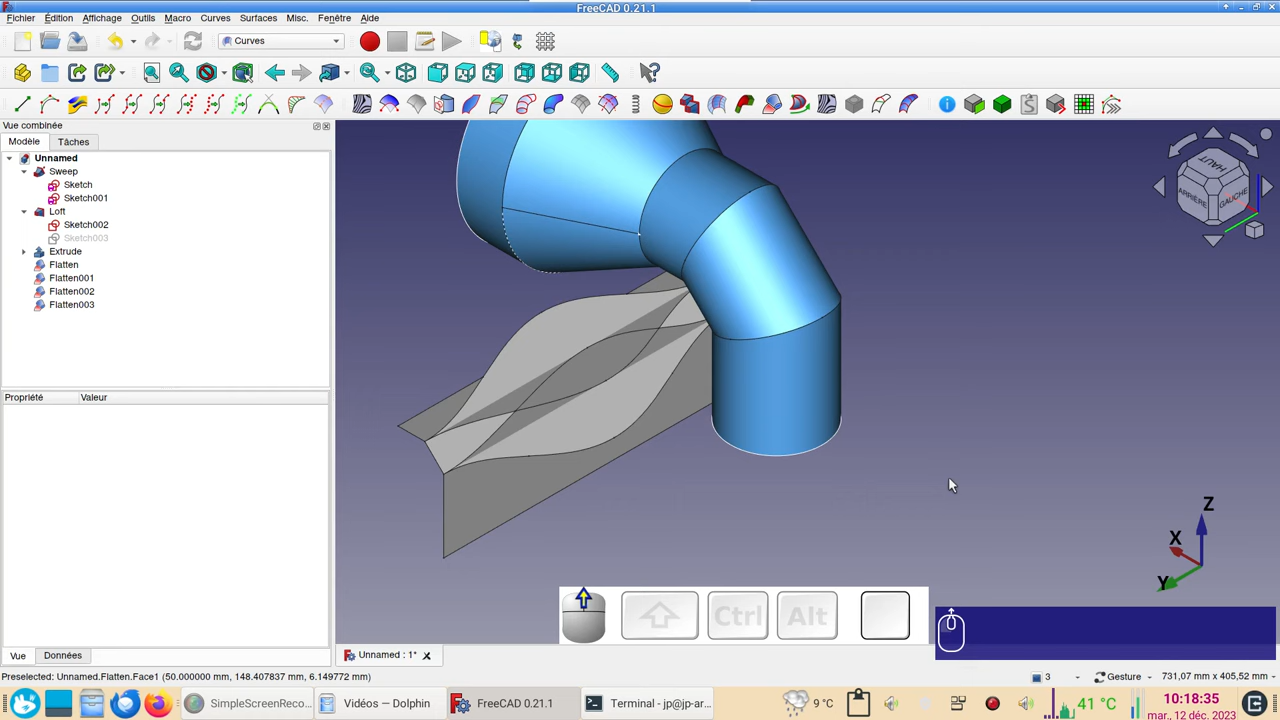 FreeCAD 0.21.1
Fichier Édition Affichage Outils Macro Curves Surfaces Misc. Fenêtre Aide
Curves
Vue combinée
Modèle Tâches
Unnamed
Sweep
Sketch
Sketch001
Loft
Sketch002
Sketch003
Extrude
Flatten
Flatten001
Flatten002
Flatten003
Propriété Valeur
HAUT
ARRIÈRE
GAUCHE
Z
X
Y
Ctrl
Alt
Vue Données
Unnamed : 1*
Preselected: Unnamed.Flatten.Face1 (50.000000 mm, 148.407837 mm, 6.149772 mm)
3
Gesture
731,07 mm x 405,52 mm
SimpleScreenReco...
Vidéos — Dolphin
FreeCAD 0.21.1
Terminal - jp@jp-ar...
9 °C
41 °C
10:18:35
mar., 12 déc. 2023